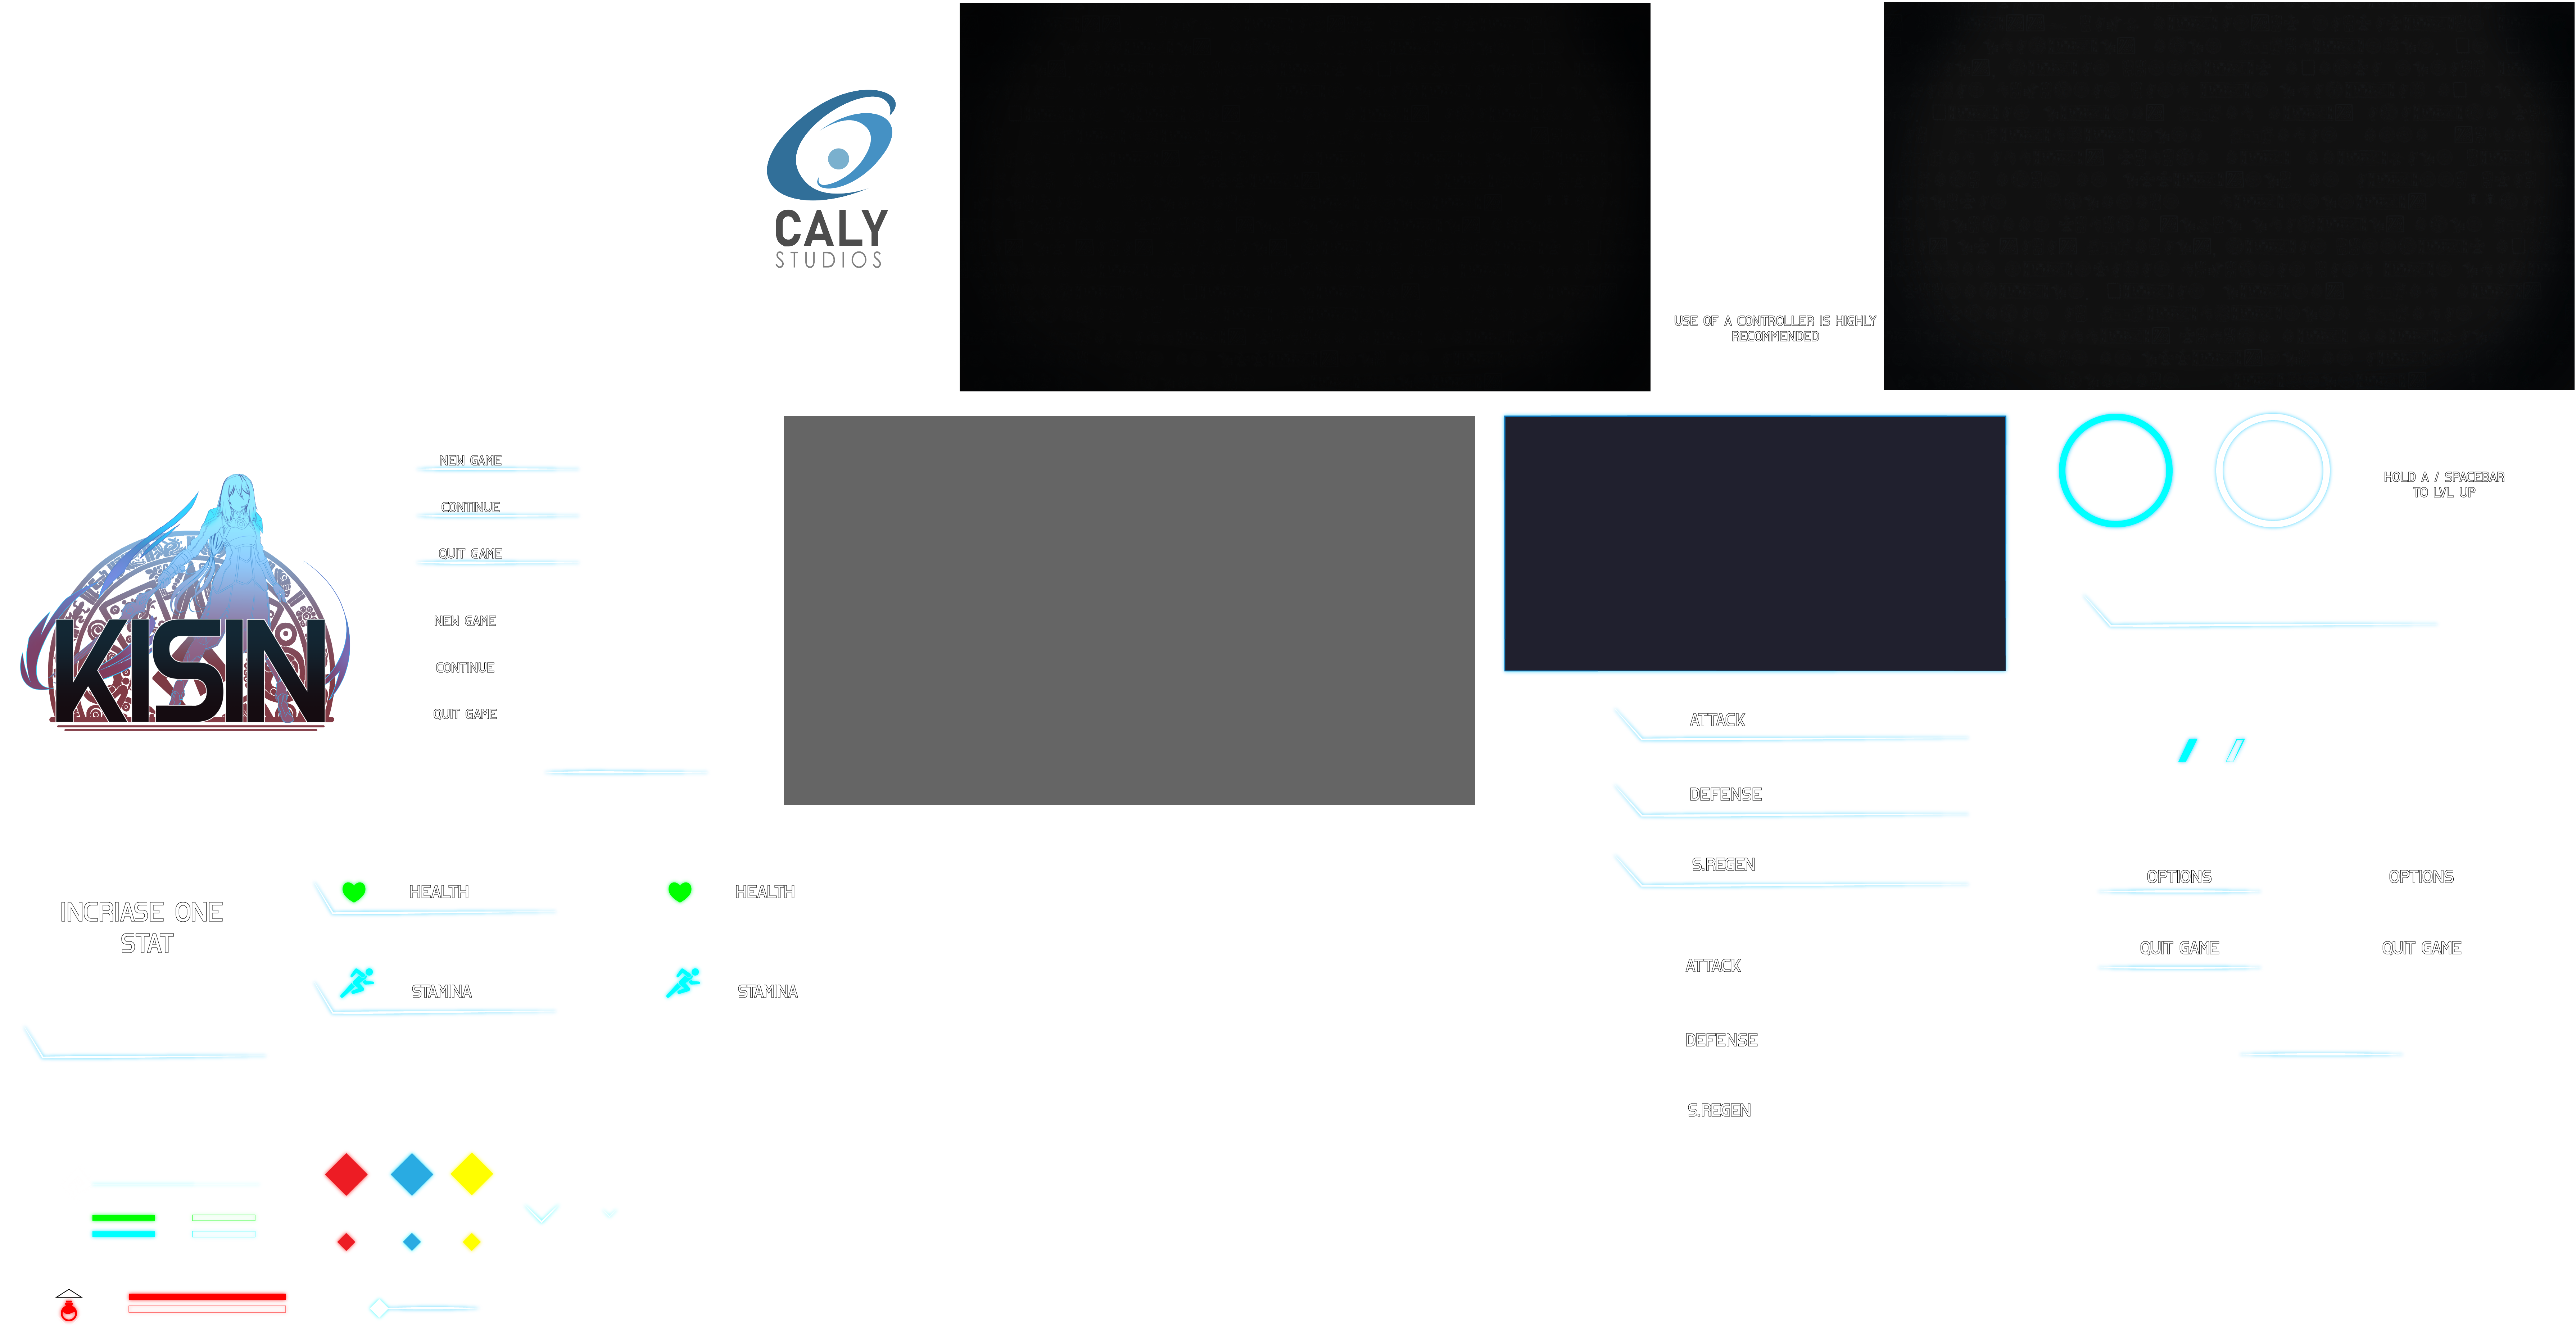 CALY
STUDIOS
USE OF A CONTROLLER IS HIGHLY
RECOMMENDED
KISIN
NEW GAME
CONTINUE
QUIT GAME
NEW GAME
CONTINUE
QUIT GAME
HOLD A / SPACEBAR
TO LVL UP
ATTACK
DEFENSE
S.REGEN
INCRIASE ONE
STAT
HEALTH
HEALTH
STAMINA
STAMINA
OPTIONS
OPTIONS
QUIT GAME
QUIT GAME
ATTACK
DEFENSE
S.REGEN